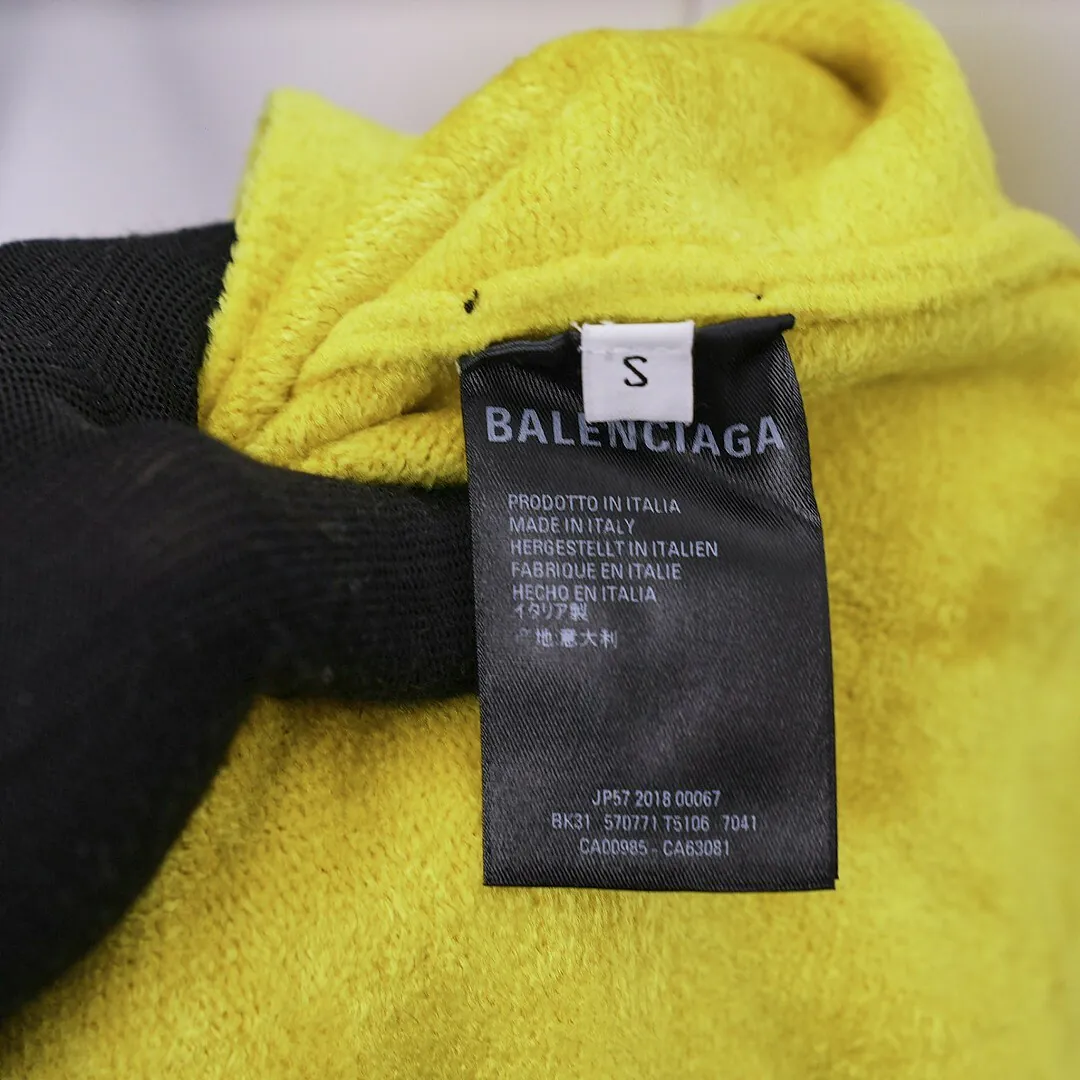 S
BALENCIAGA
PRODOTTO IN ITALIA
MADE IN ITALY
HERGESTELLT IN ITALIEN
FABRIQUE EN ITALIE
HECHO EN ITALIA
イタリア製
地:意大利
JP57 2018 00067
BK31 570771 T5106 7041
CA00985 - CA63081